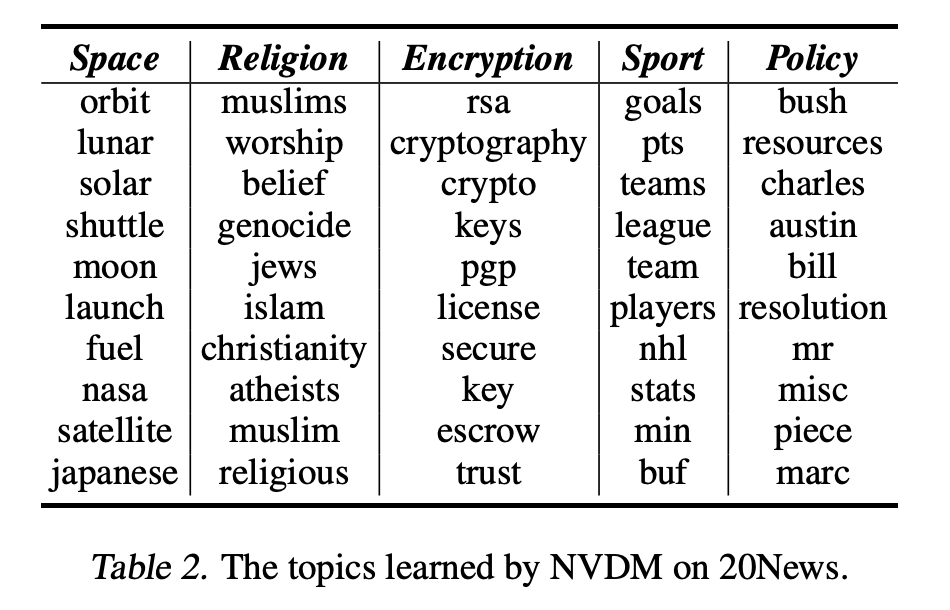 Space Religion Encryption Sport Policy
orbit muslims rsa goals bush
lunar worship cryptography pts resources
solar belief crypto teams charles
shuttle genocide keys league austin
moon jews pgp team bill
launch islam license players resolution
fuel christianity secure nhl mr
nasa atheists key stats misc
satellite muslim escrow min piece
japanese religious trust buf marc
Table 2. The topics learned by NVDM on 20News.